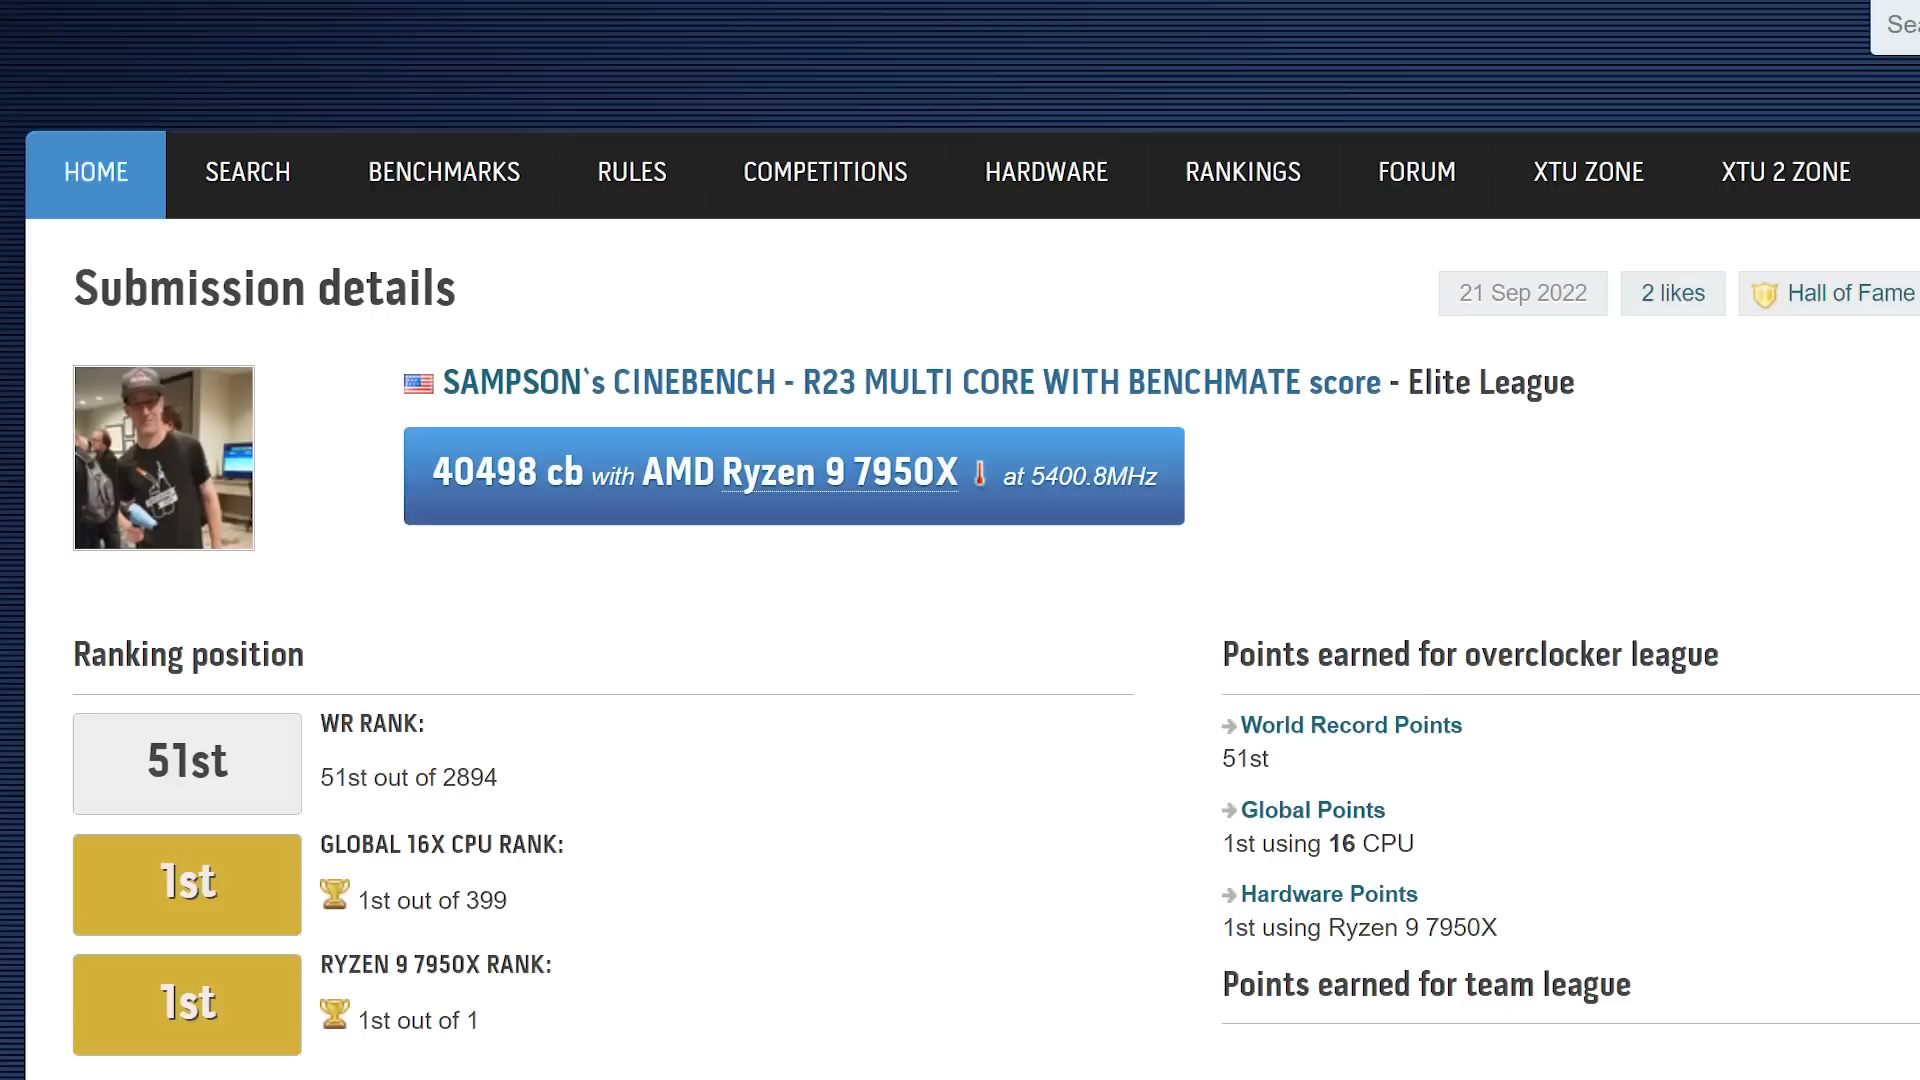 HOME SEARCH BENCHMARKS RULES COMPETITIONS HARDWARE RANKINGS FORUM XTU ZONE XTU 2 ZONE
Submission details
21 Sep 2022 2 likes Hall of Fame
SAMPSON`s CINEBENCH - R23 MULTI CORE WITH BENCHMATE score - Elite League
40498 cb with AMD Ryzen 9 7950X at 5400.8MHz
Ranking position
51st
WR RANK:
51st out of 2894
1st
GLOBAL 16X CPU RANK:
1st out of 399
1st
RYZEN 9 7950X RANK:
1st out of 1
Points earned for overclocker league
World Record Points
51st
Global Points
1st using 16 CPU
Hardware Points
1st using Ryzen 9 7950X
Points earned for team league